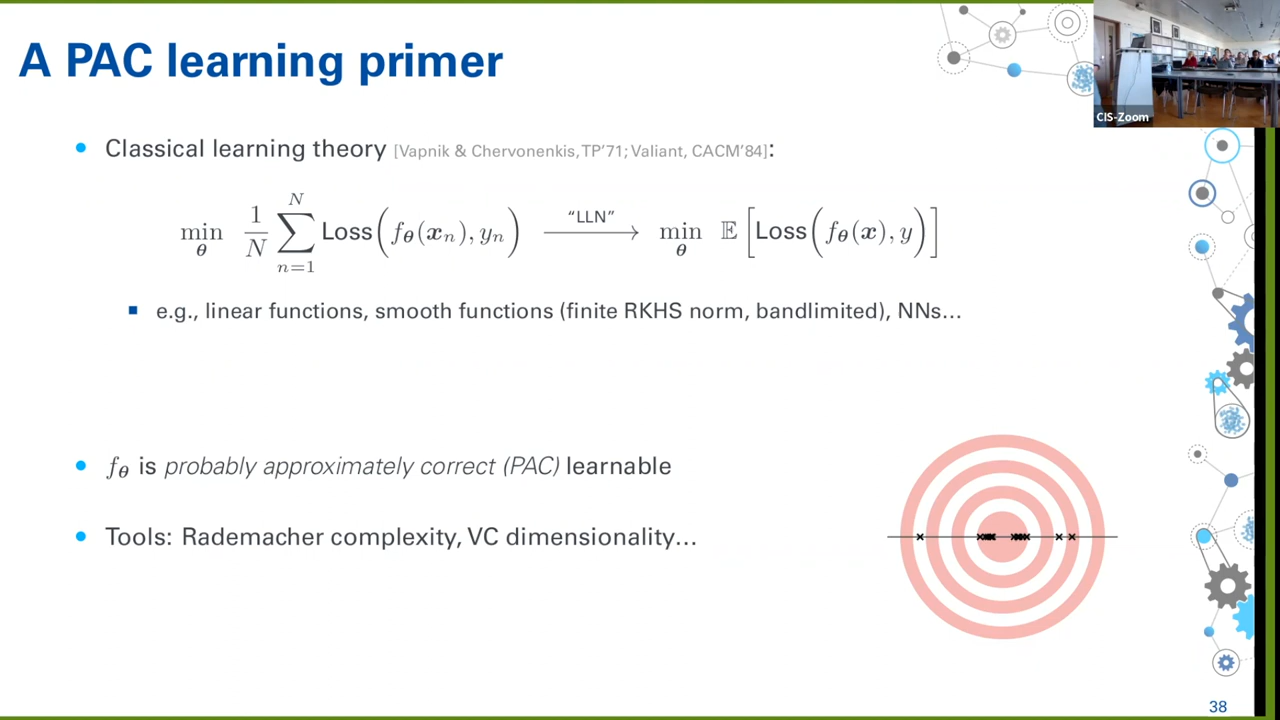 A PAC learning primer
CIS-Zoom
Classical learning theory [Vapnik & Chervonenkis, TP'71; Valiant, CACM'84]:
min_θ 1/N ∑_{n=1}^{N} Loss(f_θ(x_n), y_n) “LLN” → min_θ 𝔼[Loss(f_θ(x), y)]
e.g., linear functions, smooth functions (finite RKHS norm, bandlimited), NNs...
f_θ is probably approximately correct (PAC) learnable
Tools: Rademacher complexity, VC dimensionality...
38